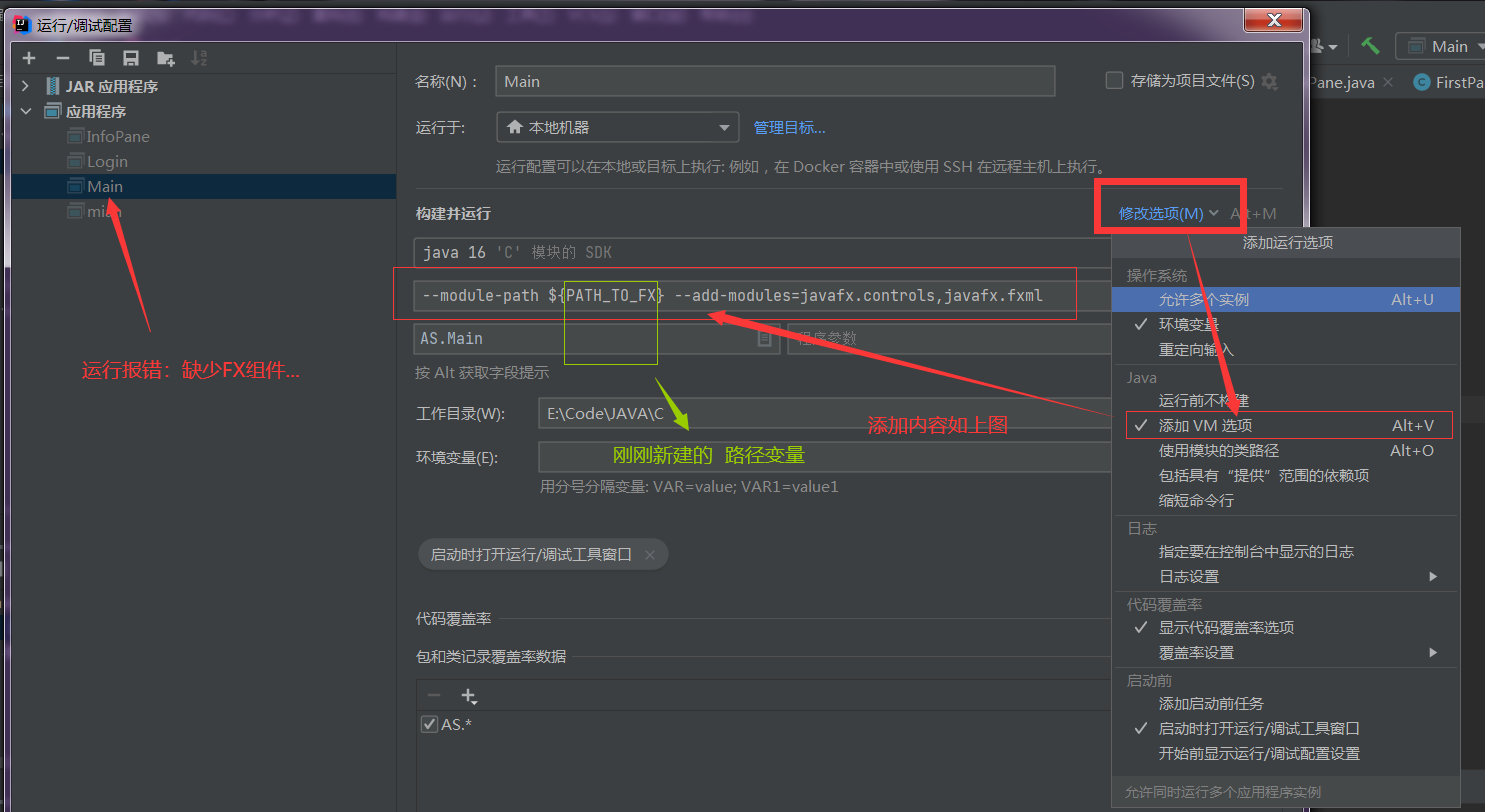 运行/调试配置
Main
Pane.java
FirstPa
JAR 应用程序
应用程序
InfoPane
Login
Main
mian
运行报错：缺少FX组件...
名称(N)：
Main
存储为项目文件(S)
运行于:
本地机器
管理目标...
运行配置可以在本地或目标上执行: 例如，在 Docker 容器中或使用 SSH 在远程主机上执行。
构建并运行
修改选项(M)
Alt+M
java 16 'C' 模块的 SDK
--module-path ${PATH_TO_FX} --add-modules=javafx.controls,javafx.fxml
AS.Main
程序参数
按 Alt 获取字段提示
工作目录(W):
E:\Code\JAVA\C
添加内容如上图
环境变量(E):
刚刚新建的 路径变量
用分号分隔变量: VAR=value; VAR1=value1
启动时打开运行/调试工具窗口
代码覆盖率
包和类记录覆盖率数据
AS.*
添加运行选项
操作系统
允许多个实例 Alt+U
环境变量
重定向输入
Java
运行前不构建
添加 VM 选项 Alt+V
使用模块的类路径 Alt+O
包括具有“提供”范围的依赖项
缩短命令行
日志
指定要在控制台中显示的日志
日志设置
代码覆盖率
显示代码覆盖率选项
覆盖率设置
启动前
添加启动前任务
启动时打开运行/调试工具窗口
开始前显示运行/调试配置设置
允许同时运行多个应用程序实例